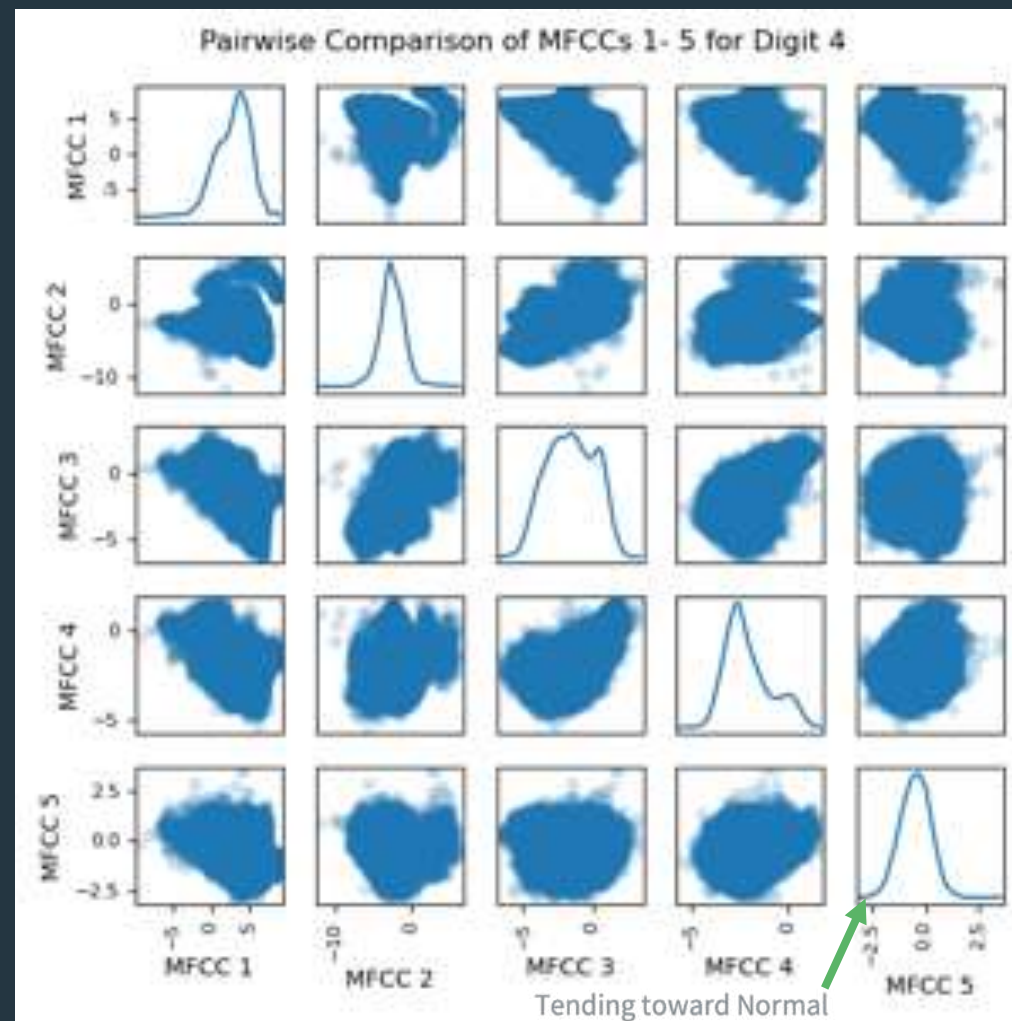 Pairwise Comparison of MFCCs 1- 5 for Digit 4
MFCC 1
5
0
-5
MFCC 2
0
-10
MFCC 3
0
-5
MFCC 4
0
-5
MFCC 5
2.5
0.0
-2.5
-5 0 5
-10 0
-5 0
-5 0
-2.5 0.0 2.5
MFCC 1
MFCC 2
MFCC 3
MFCC 4
MFCC 5
Tending toward Normal